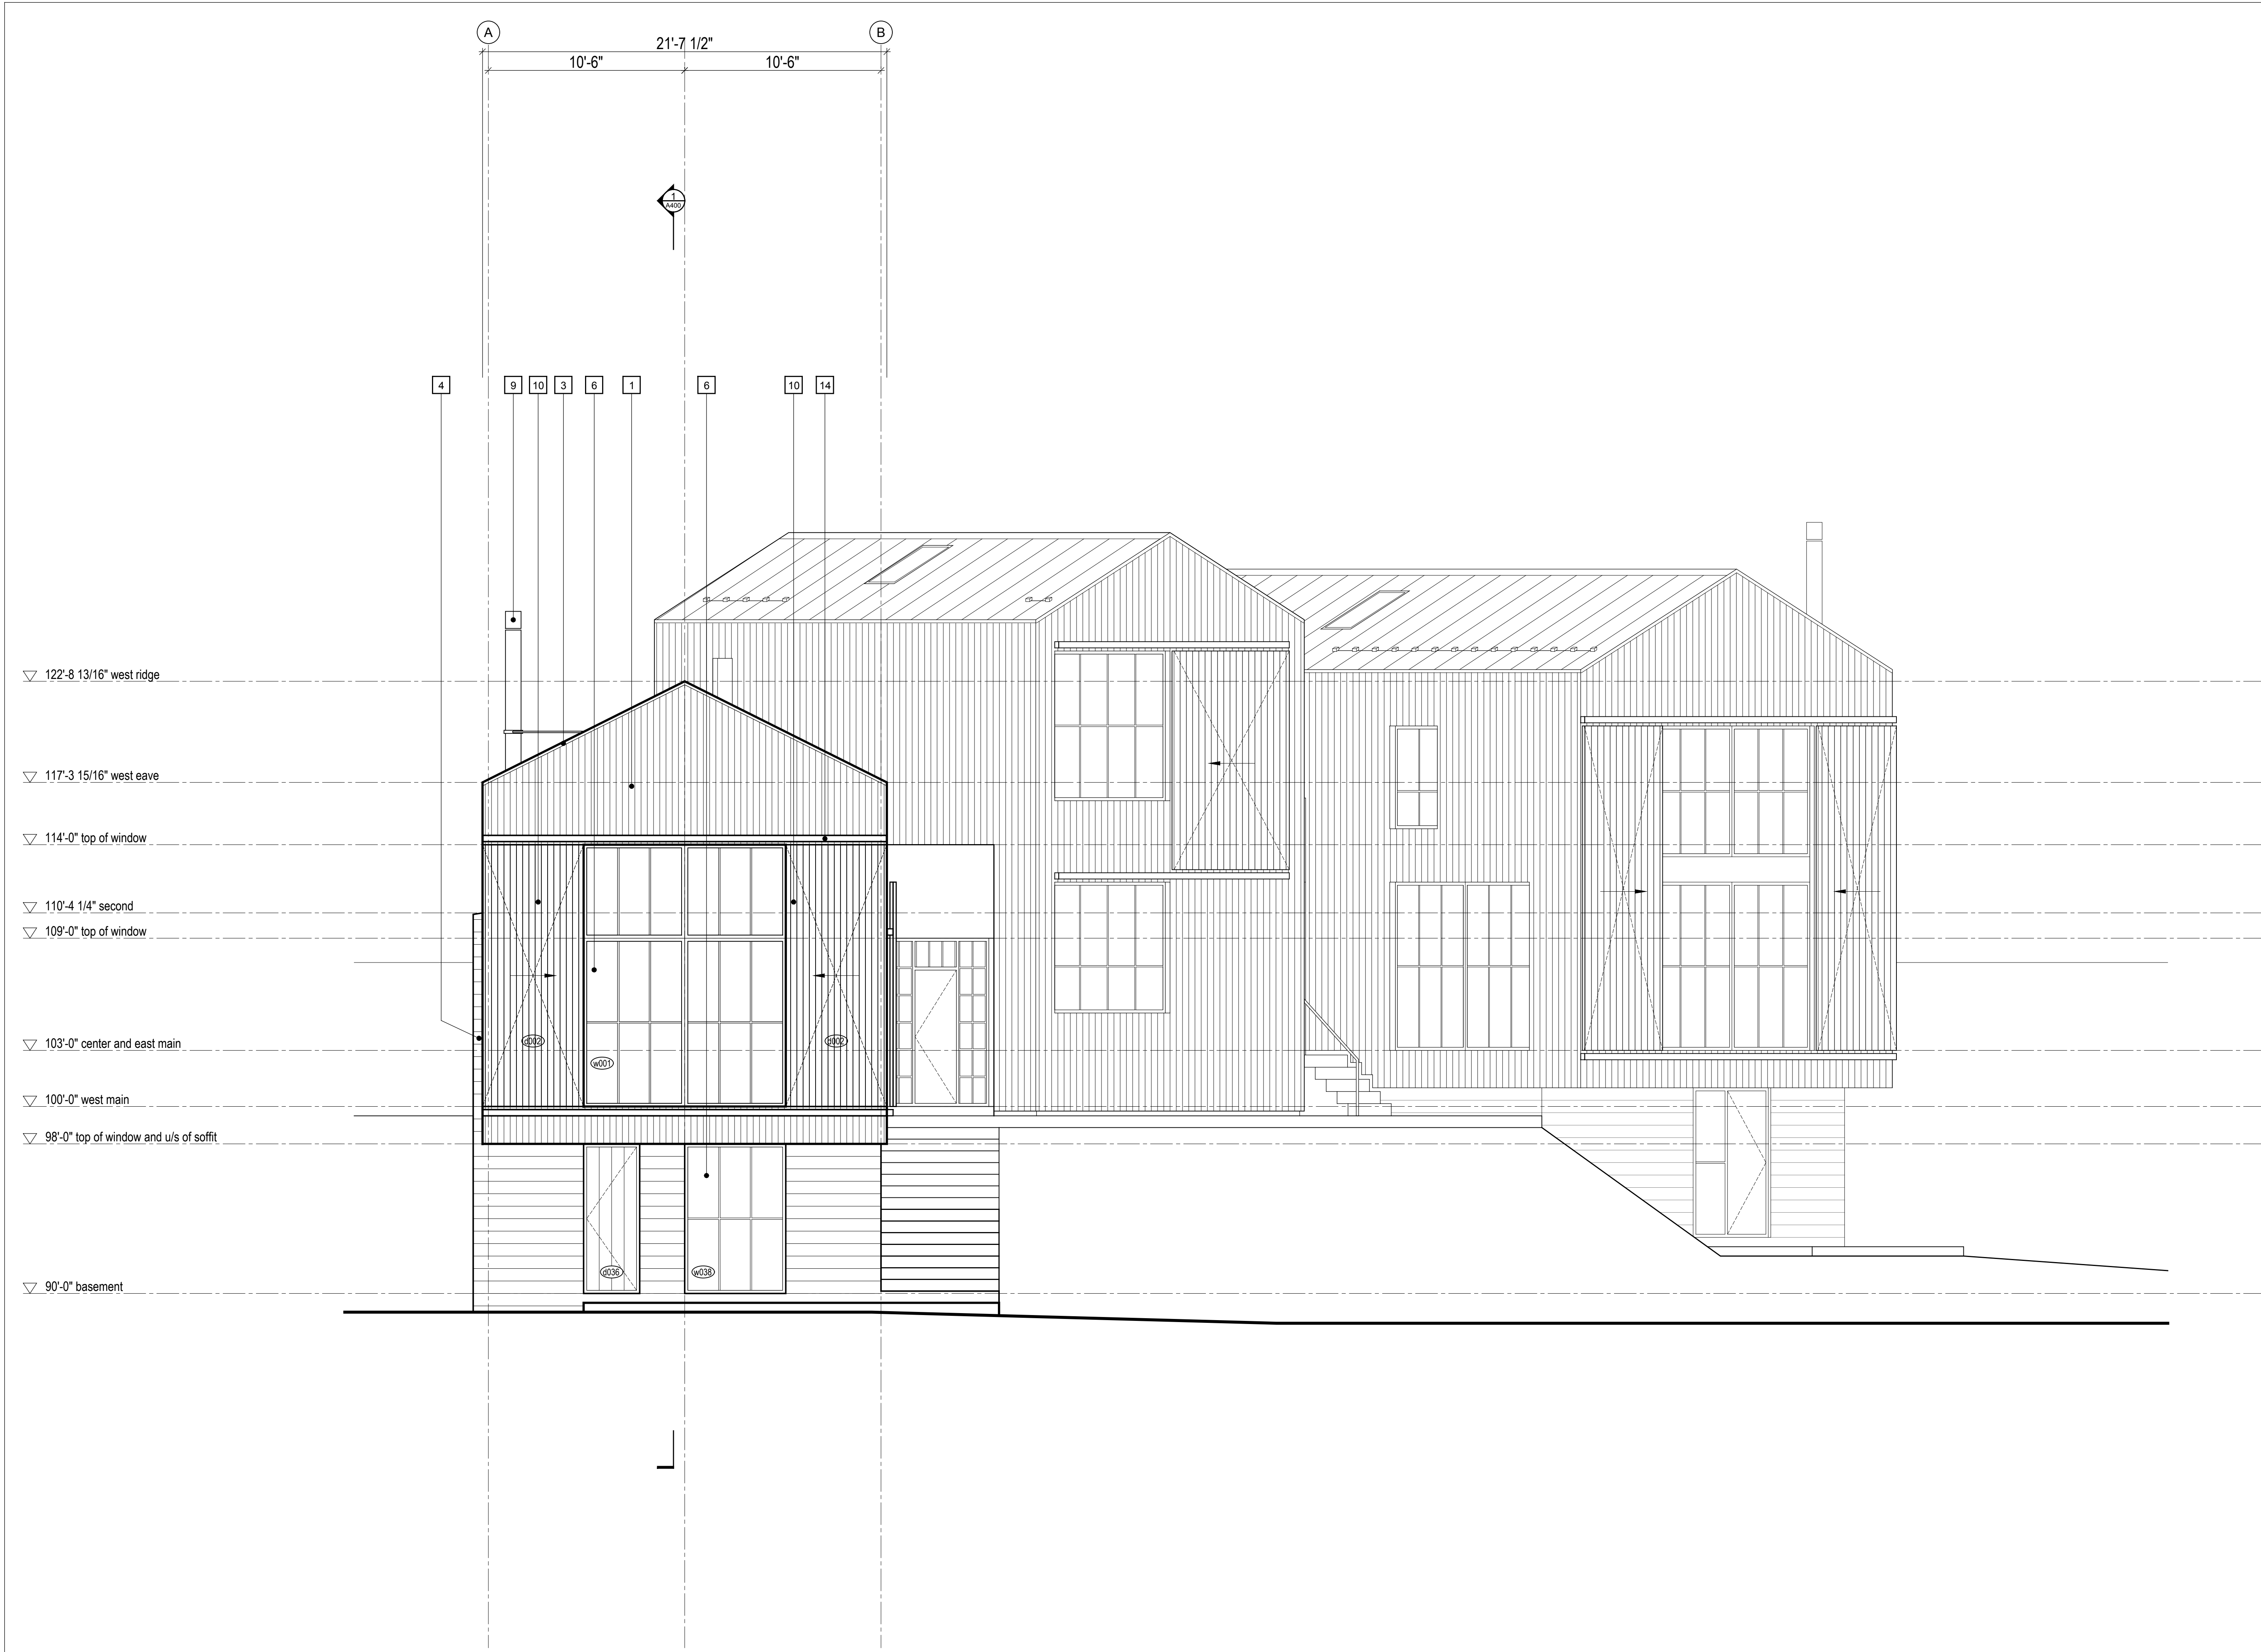 A
B
21'-7 1/2"
10'-6"
10'-6"
1
A400
4
9
10
3
6
1
6
10
14
122'-8 13/16" west ridge
117'-3 15/16" west eave
114'-0" top of window
110'-4 1/4" second
109'-0" top of window
103'-0" center and east main
d002
d002
w001
100'-0" west main
98'-0" top of window and u/s of soffit
d036
w038
90'-0" basement